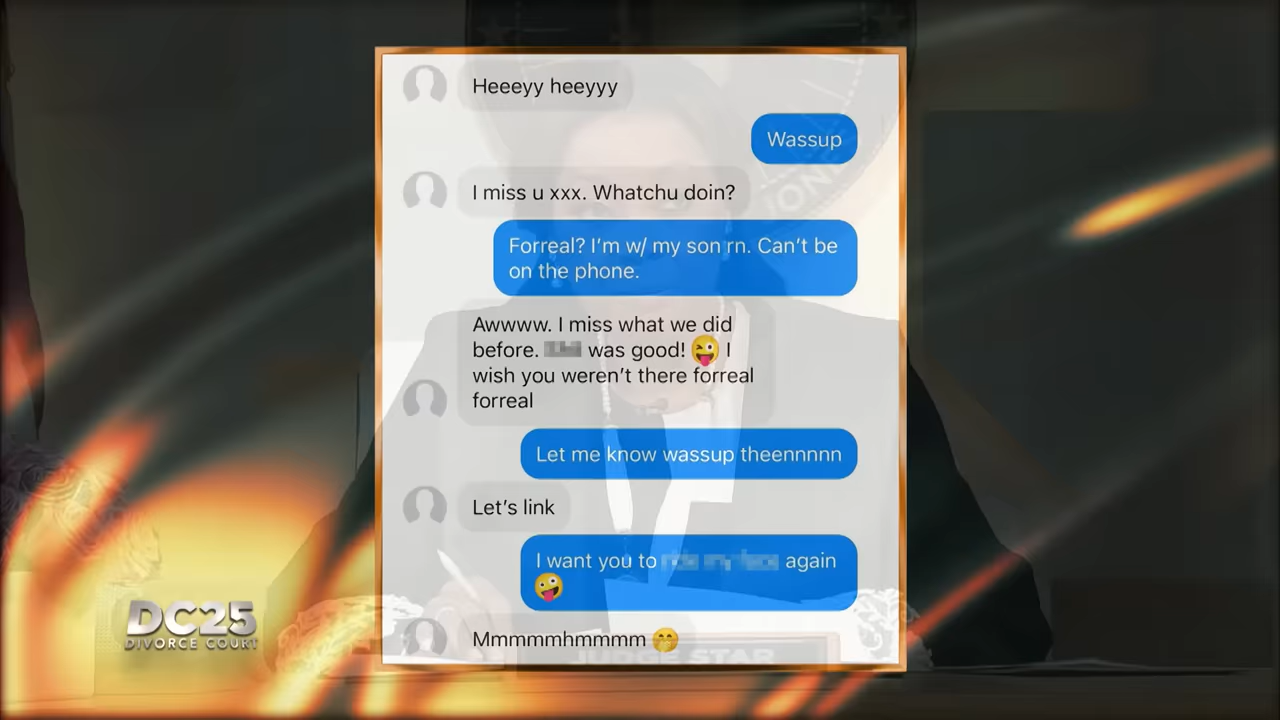 Heeeyy heeyyy
Wassup
I miss u xxx. Whatchu doin?
Forreal? I'm w/ my son rn. Can't be
on the phone.
Awwww. I miss what we did
before. was good! 😜 I
wish you weren't there forreal
forreal
Let me know wassup theennnnn
Let's link
I want you to again
🤪
Mmmmmhmmmm 🤭
JUDGE STAR
DC25
DIVORCE COURT